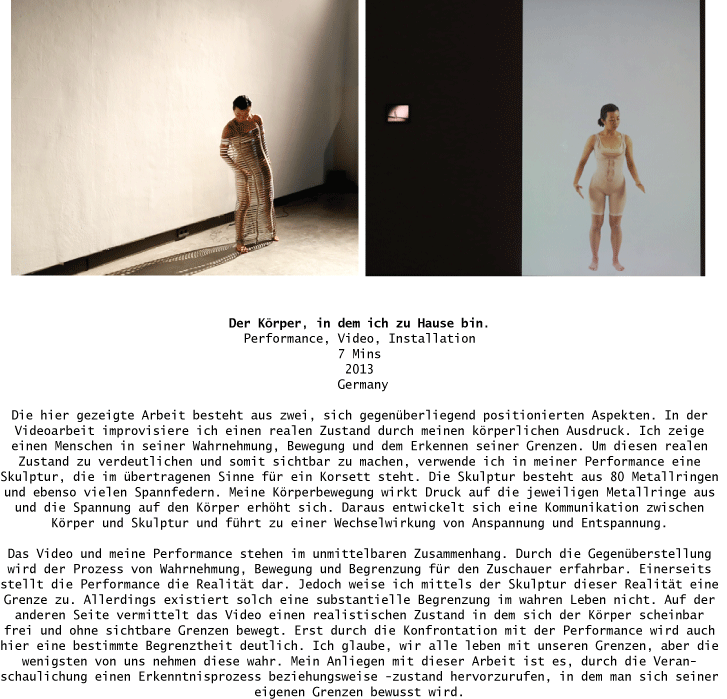 Der Körper, in dem ich zu Hause bin.
Performance, Video, Installation
7 Mins
2013
Germany
Die hier gezeigte Arbeit besteht aus zwei, sich gegenüberliegend positionierten Aspekten. In der
Videoarbeit improvisiere ich einen realen Zustand durch meinen körperlichen Ausdruck. Ich zeige
einen Menschen in seiner Wahrnehmung, Bewegung und dem Erkennen seiner Grenzen. Um diesen realen
Zustand zu verdeutlichen und somit sichtbar zu machen, verwende ich in meiner Performance eine
Skulptur, die im übertragenen Sinne für ein Korsett steht. Die Skulptur besteht aus 80 Metallringen
und ebenso vielen Spannfedern. Meine Körperbewegung wirkt Druck auf die jeweiligen Metallringe aus
und die Spannung auf den Körper erhöht sich. Daraus entwickelt sich eine Kommunikation zwischen
Körper und Skulptur und führt zu einer Wechselwirkung von Anspannung und Entspannung.
Das Video und meine Performance stehen im unmittelbaren Zusammenhang. Durch die Gegenüberstellung
wird der Prozess von Wahrnehmung, Bewegung und Begrenzung für den Zuschauer erfahrbar. Einerseits
stellt die Performance die Realität dar. Jedoch weise ich mittels der Skulptur dieser Realität eine
Grenze zu. Allerdings existiert solch eine substantielle Begrenzung im wahren Leben nicht. Auf der
anderen Seite vermittelt das Video einen realistischen Zustand in dem sich der Körper scheinbar
frei und ohne sichtbare Grenzen bewegt. Erst durch die Konfrontation mit der Performance wird auch
hier eine bestimmte Begrenztheit deutlich. Ich glaube, wir alle leben mit unseren Grenzen, aber die
wenigsten von uns nehmen diese wahr. Mein Anliegen mit dieser Arbeit ist es, durch die Veran-
schaulichung einen Erkenntnisprozess beziehungsweise -zustand hervorzurufen, in dem man sich seiner
eigenen Grenzen bewusst wird.